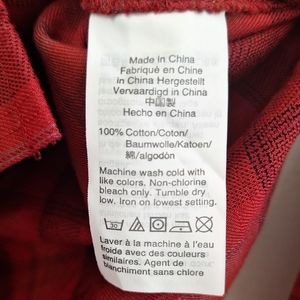 Made in China
Fabriqué en Chine
in China Hergestellt
Vervaardigd in China
中国製
Hecho en China
100% Cotton/Coton/
Baumwolle/Katoen/
綿/algodòn
Machine wash cold with
like colors. Non-chlorine
bleach only. Tumble dry
low. Iron on lowest setting.
30
Laver à la machine à l'eau
froide avec des couleurs
similaires. Agent de
blanchiment sans chlore